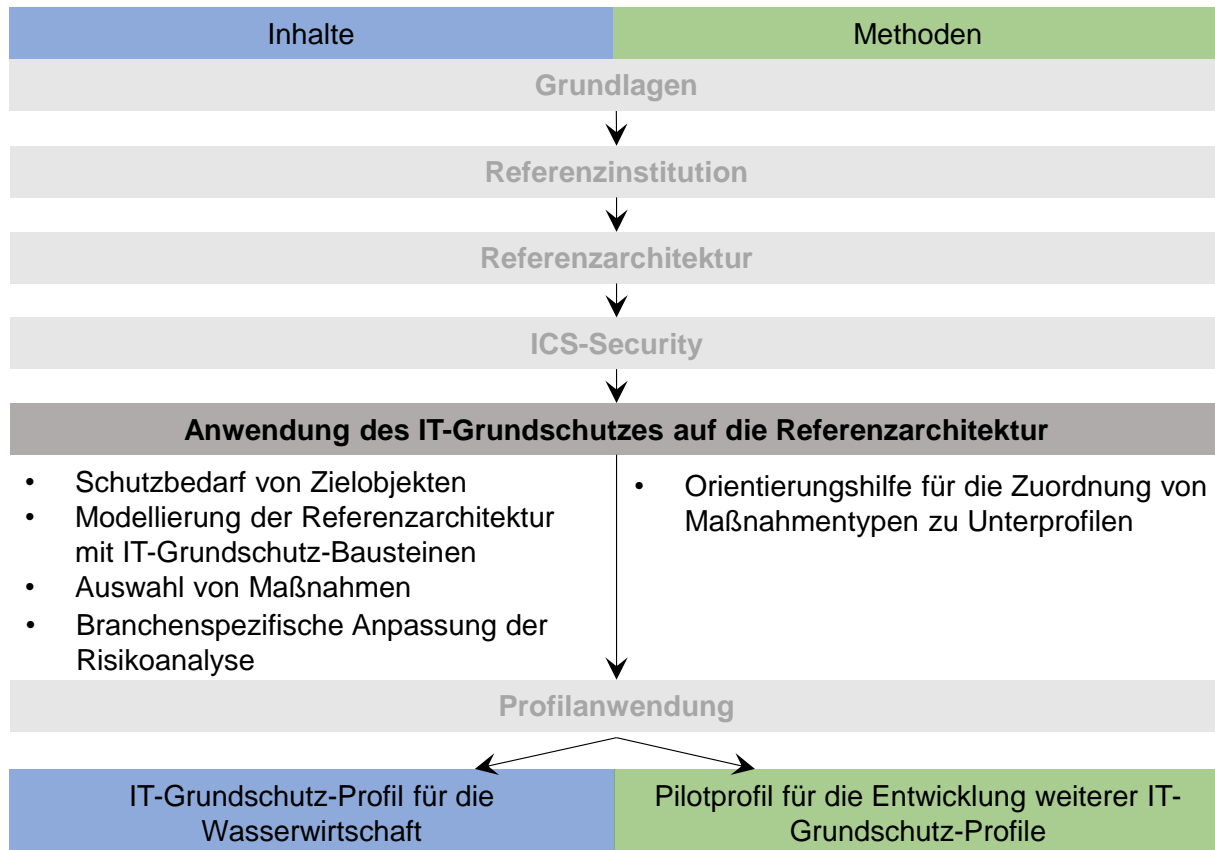 Inhalte
Methoden
Grundlagen
Referenzinstitution
Referenzarchitektur
ICS-Security
Anwendung des IT-Grundschutzes auf die Referenzarchitektur
• Schutzbedarf von Zielobjekten
• Modellierung der Referenzarchitektur
mit IT-Grundschutz-Bausteinen
• Auswahl von Maßnahmen
• Branchenspezifische Anpassung der
Risikoanalyse
• Orientierungshilfe für die Zuordnung von
Maßnahmentypen zu Unterprofilen
Profilanwendung
IT-Grundschutz-Profil für die
Wasserwirtschaft
Pilotprofil für die Entwicklung weiterer IT-
Grundschutz-Profile